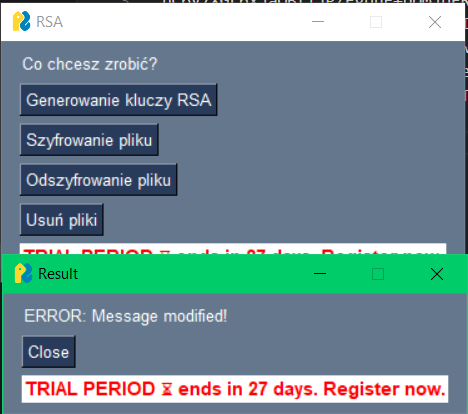 RSA
Co chcesz zrobić?
Generowanie kluczy RSA
Szyfrowanie pliku
Odszyfrowanie pliku
Usuń pliki
TRIAL PERIOD ⌛ ends in 27 days. Register now.
Result
ERROR: Message modified!
Close
TRIAL PERIOD ⌛ ends in 27 days. Register now.